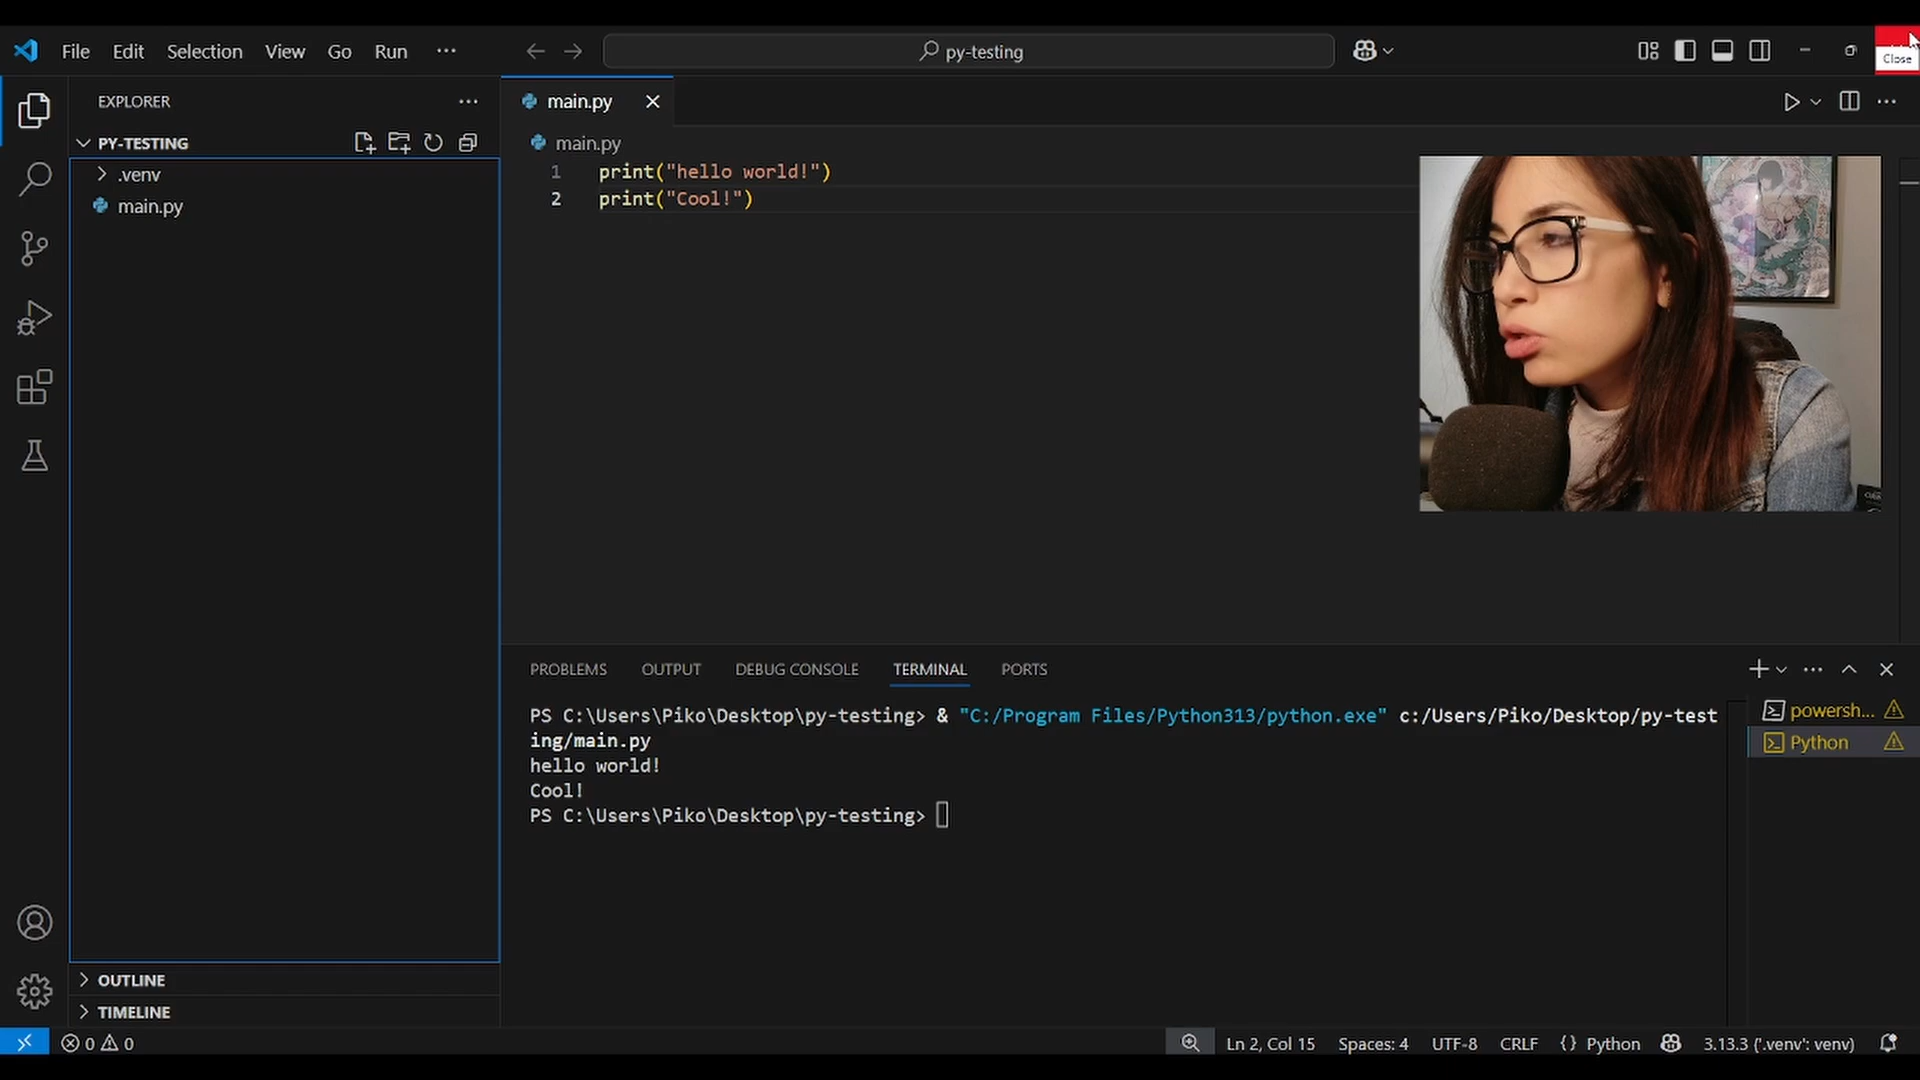 File Edit Selection View Go Run ··· py-testing
Close
EXPLORER
PY-TESTING
.venv
main.py
OUTLINE
TIMELINE
main.py
main.py
1 print("hello world!")
2 print("Cool!")
PROBLEMS OUTPUT DEBUG CONSOLE TERMINAL PORTS
PS C:\Users\Piko\Desktop\py-testing> & "C:/Program Files/Python313/python.exe" c:/Users/Piko/Desktop/py-test
ing/main.py
hello world!
Cool!
PS C:\Users\Piko\Desktop\py-testing>
powersh...
Python
0 0 Ln 2, Col 15 Spaces: 4 UTF-8 CRLF {} Python 3.13.3 ('.venv': venv)